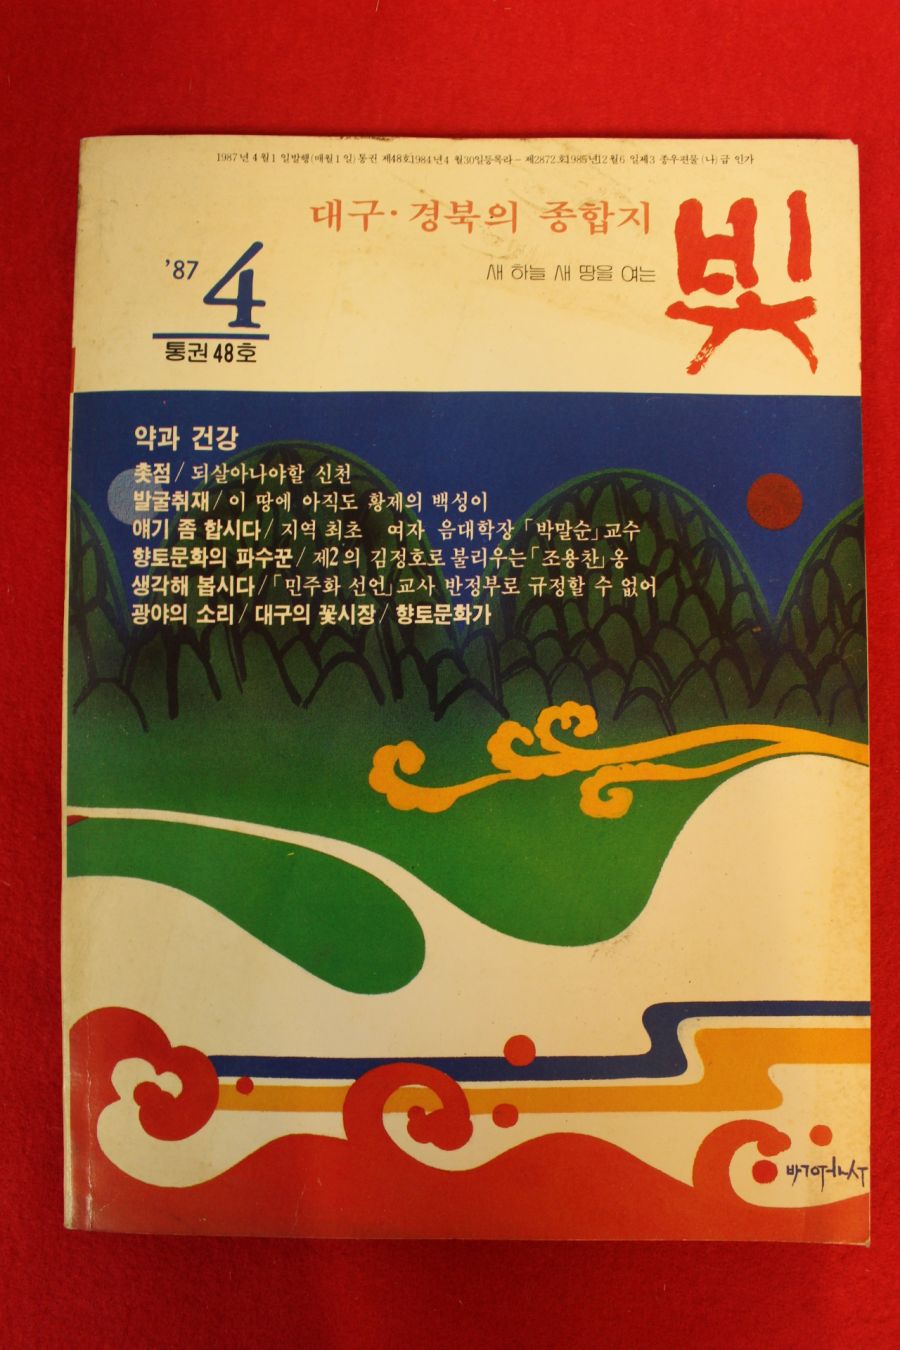 1987년 4월1일발행(매월1일)통권 제48호1984년4월30일등록라-제2872호1985년12월6일제3종우편물(나)급 인가
대구·경북의 종합지
빛
새 하늘 새 땅을 여는
'87 4
통권 48호
약과 건강
촛점/되살아나야할 신천
발굴취재/이 땅에 아직도 황제의 백성이
얘기 좀 합시다/지역 최초 여자 음대학장「박말순」교수
향토문화의 파수꾼/제2의 김정호로 불리우는「조용찬」옹
생각해 봅시다/「민주화 선언」교사 반정부로 규정할 수 없어
광야의 소리/대구의 꽃시장/향토문화가